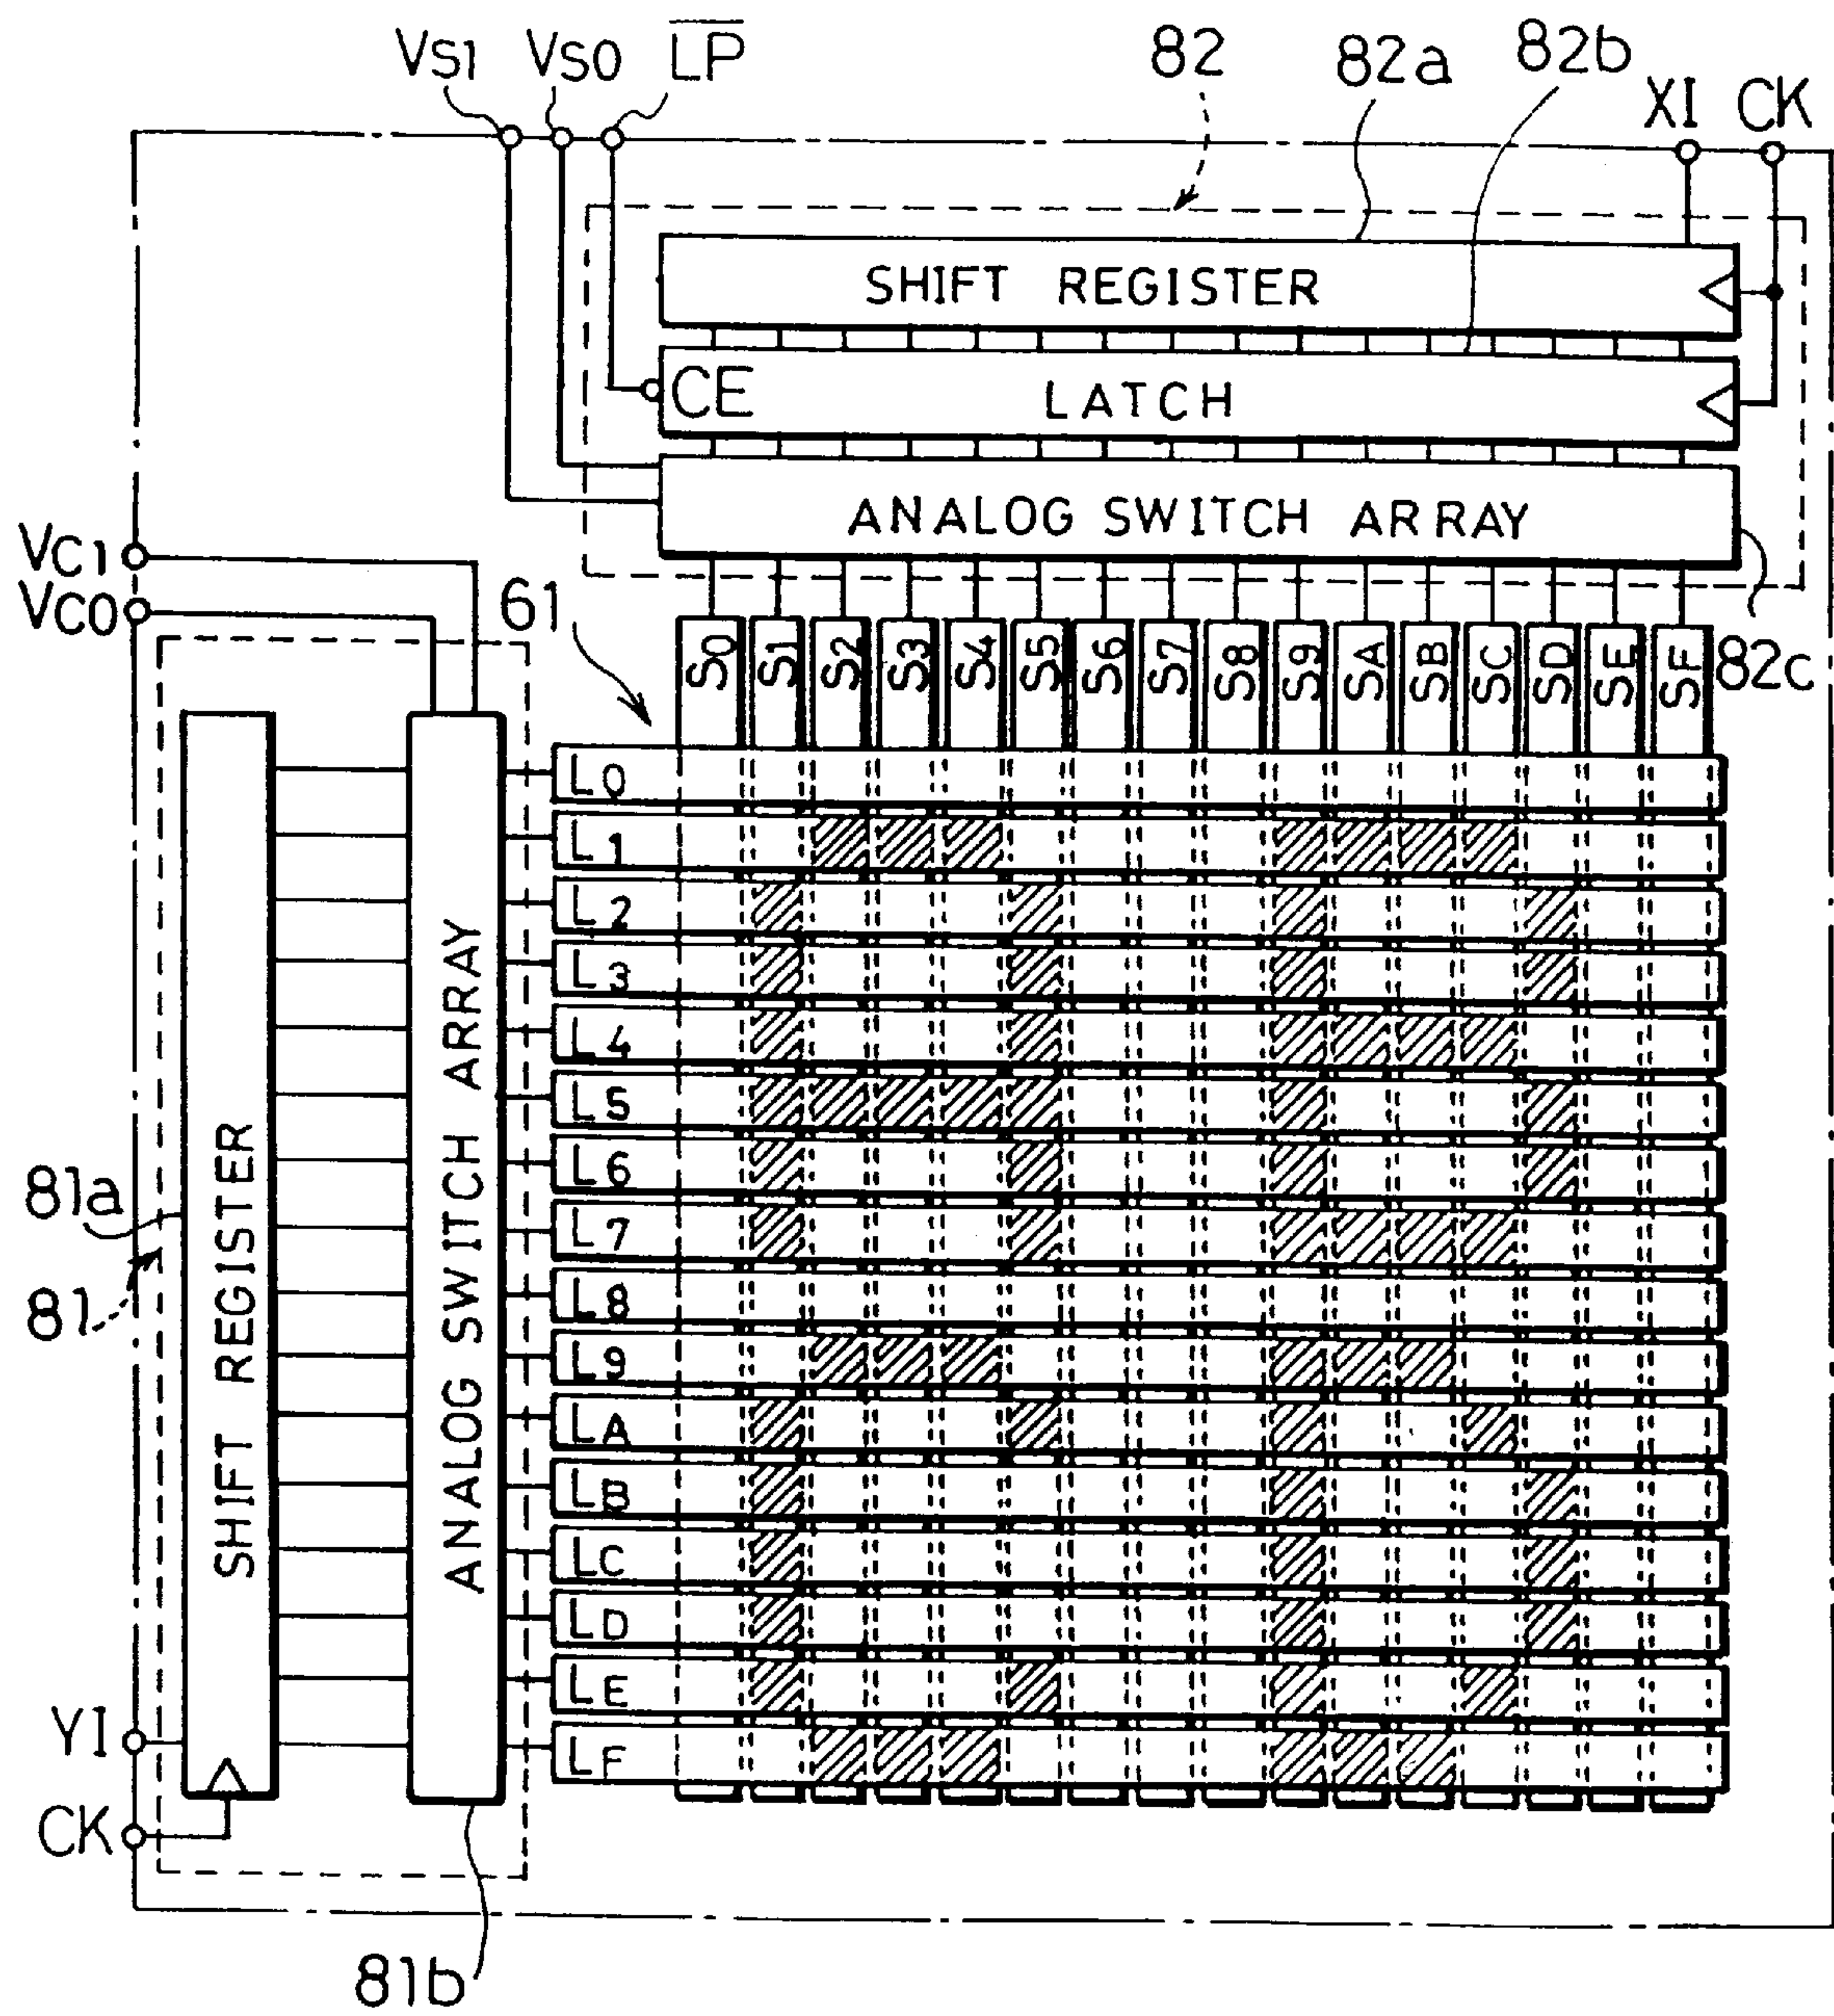 VS1 VS0 L̅P̅ 82 82a 82b XI CK
SHIFT REGISTER
CE LATCH
ANALOG SWITCH ARRAY
82c
VC1
VC0
61
S0 S1 S2 S3 S4 S5 S6 S7 S8 S9 SA SB SC SD SE SF
L0
L1
L2
L3
L4
L5
L6
L7
L8
L9
LA
LB
LC
LD
LE
LF
SHIFT REGISTER
ANALOG SWITCH ARRAY
81a
81
YI
CK
81b